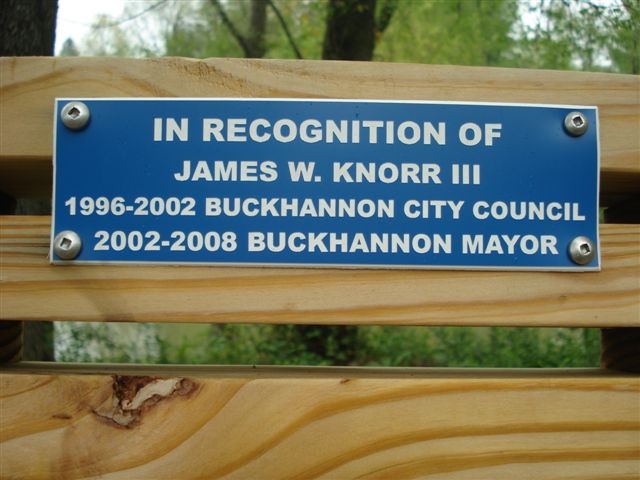 IN RECOGNITION OF
JAMES W. KNORR III
1996-2002 BUCKHANNON CITY COUNCIL
2002-2008 BUCKHANNON MAYOR